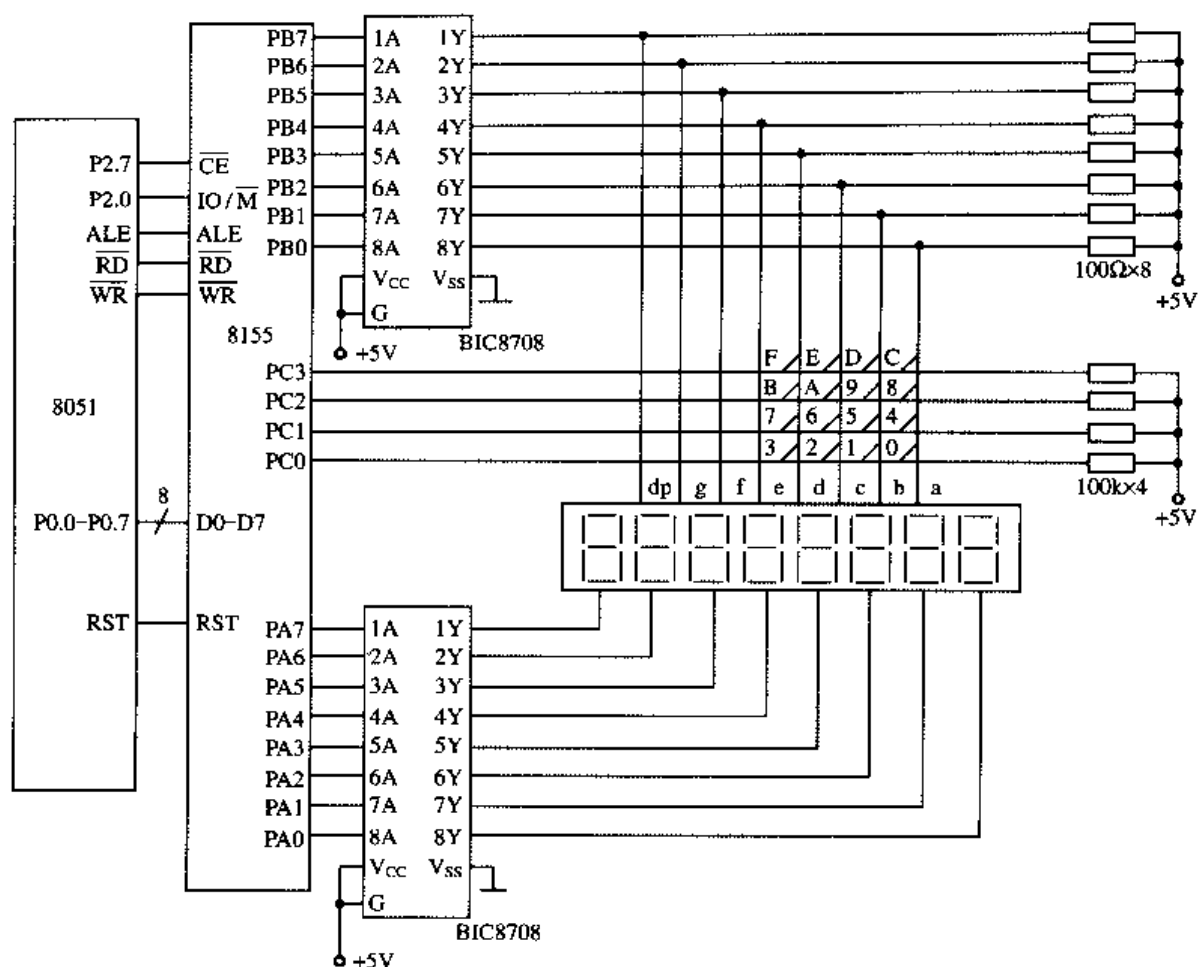 PB7 1A 1Y
PB6 2A 2Y
PB5 3A 3Y
PB4 4A 4Y
P2.7 CE PB3 5A 5Y
P2.0 IO/M PB2 6A 6Y
ALE ALE PB1 7A 7Y
RD RD PB0 8A 8Y
100Ω×8
WR WR VCC VSS
+5V
G
8155
BIC8708
+5V
F E D C
PC3
8051
B A 9 8
PC2
7 6 5 4
PC1
3 2 1 0
PC0
100k×4
dp g f e d c b a
+5V
8
P0.0-P0.7 D0-D7
RST RST
PA7 1A 1Y
PA6 2A 2Y
PA5 3A 3Y
PA4 4A 4Y
PA3 5A 5Y
PA2 6A 6Y
PA1 7A 7Y
PA0 8A 8Y
VCC VSS
G
BIC8708
+5V